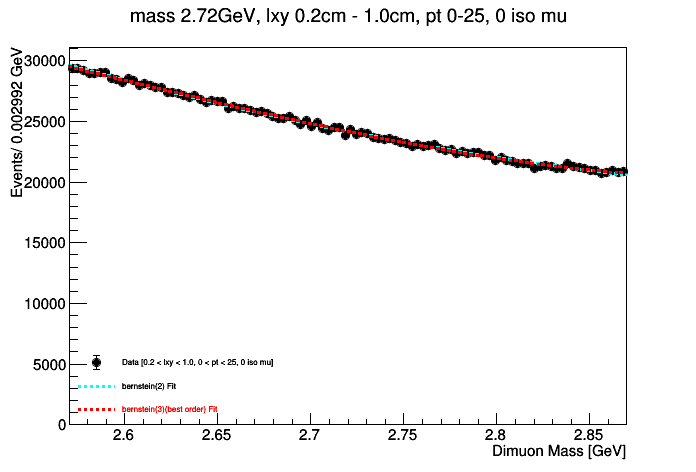 mass 2.72GeV, lxy 0.2cm - 1.0cm, pt 0-25, 0 iso mu
Events/ 0.002992 GeV
30000
25000
20000
15000
10000
5000
0
Data [0.2 < lxy < 1.0, 0 < pt < 25, 0 iso mu]
bernstein(2) Fit
bernstein(3)(best order) Fit
2.6 2.65 2.7 2.75 2.8 2.85
Dimuon Mass [GeV]